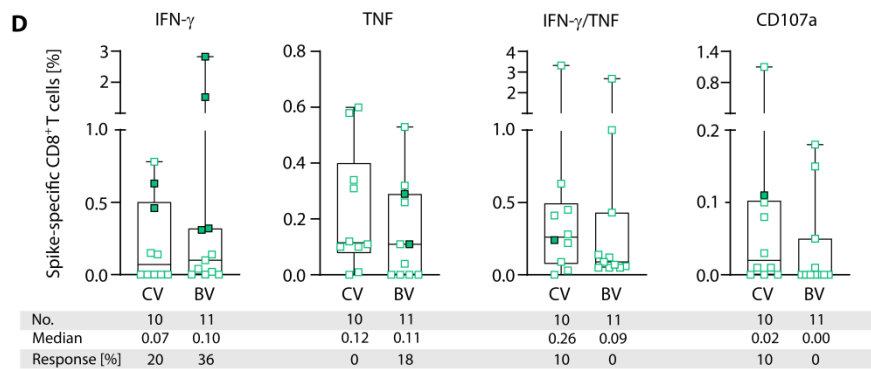 D
IFN-γ
TNF
IFN-γ/TNF
CD107a
Spike-specific CD8⁺ T cells [%]
3
2
1.0
0.5
0.0
0.8
0.6
0.4
0.2
0.0
4
3
2
1.0
0.5
0.0
1.4
0.8
0.2
0.1
0.0
CV BV CV BV CV BV CV BV
No. 10 11 10 11 10 11 10 11
Median 0.07 0.10 0.12 0.11 0.26 0.09 0.02 0.00
Response [%] 20 36 0 18 10 0 10 0